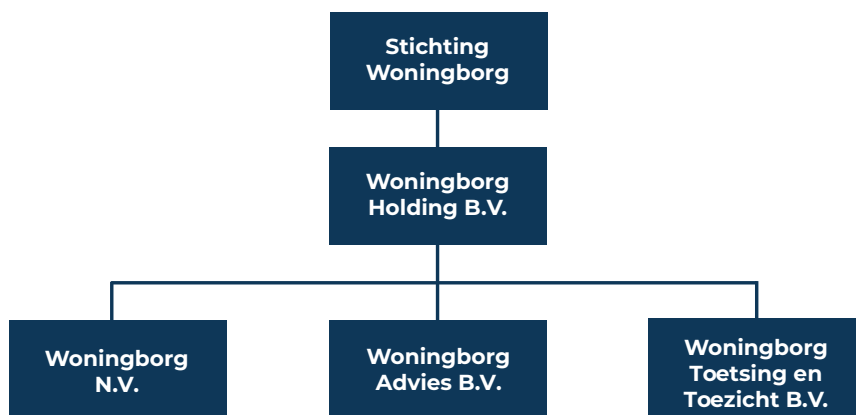 Stichting
Woningborg
Woningborg
Holding B.V.
Woningborg
N.V.
Woningborg
Advies B.V.
Woningborg
Toetsing en
Toezicht B.V.